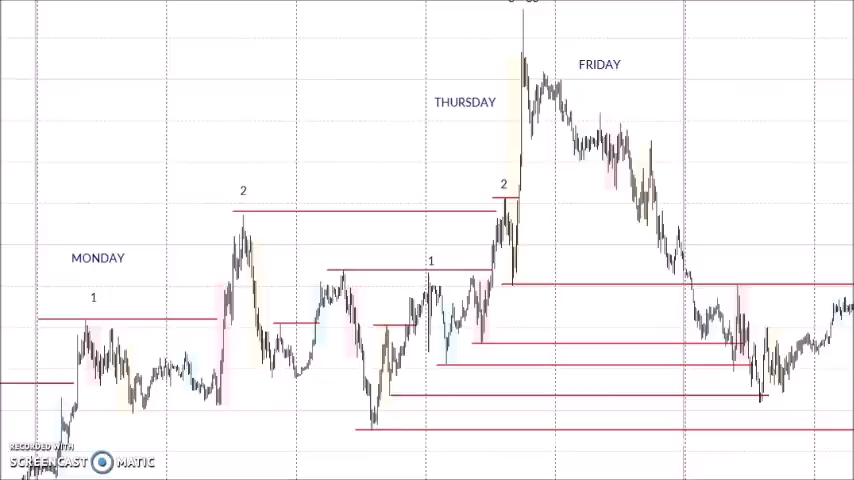 FRIDAY
THURSDAY
2
2
MONDAY
1
1
RECORDED WITH
SCREENCAST MATIC